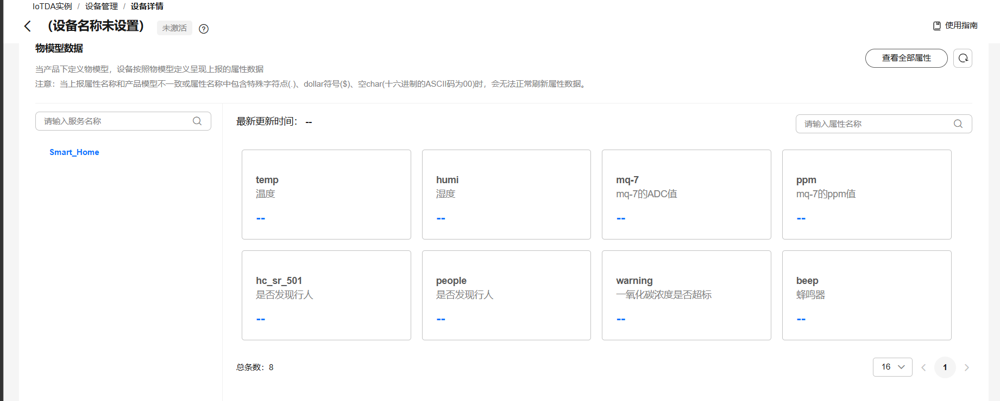 IoTDA实例 / 设备管理 / 设备详情
（设备名称未设置） 未激活 ?
使用指南
物模型数据
查看全部属性
当产品下定义物模型，设备按照物模型定义呈现上报的属性数据
注意：当上报属性名称和产品模型不一致或属性名称中包含特殊字符点(.)、dollar符号($)、空char(十六进制的ASCII码为00)时，会无法正常刷新属性数据。
请输入服务名称
Smart_Home
最新更新时间： --
请输入属性名称
temp
温度
--
humi
湿度
--
mq-7
mq-7的ADC值
--
ppm
mq-7的ppm值
--
hc_sr_501
是否发现行人
--
people
是否发现行人
--
warning
一氧化碳浓度是否超标
--
beep
蜂鸣器
--
总条数：8
16
1